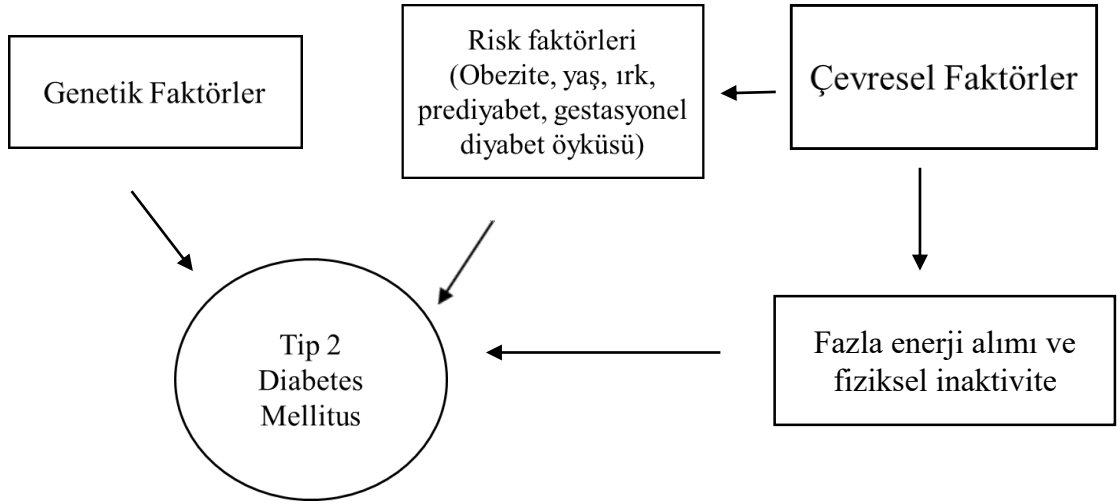 Genetik Faktörler
Risk faktörleri
(Obezite, yaş, ırk,
prediyabet, gestasyonel
diyabet öyküsü)
Çevresel Faktörler
Tip 2
Diabetes
Mellitus
Fazla enerji alımı ve
fiziksel inaktivite